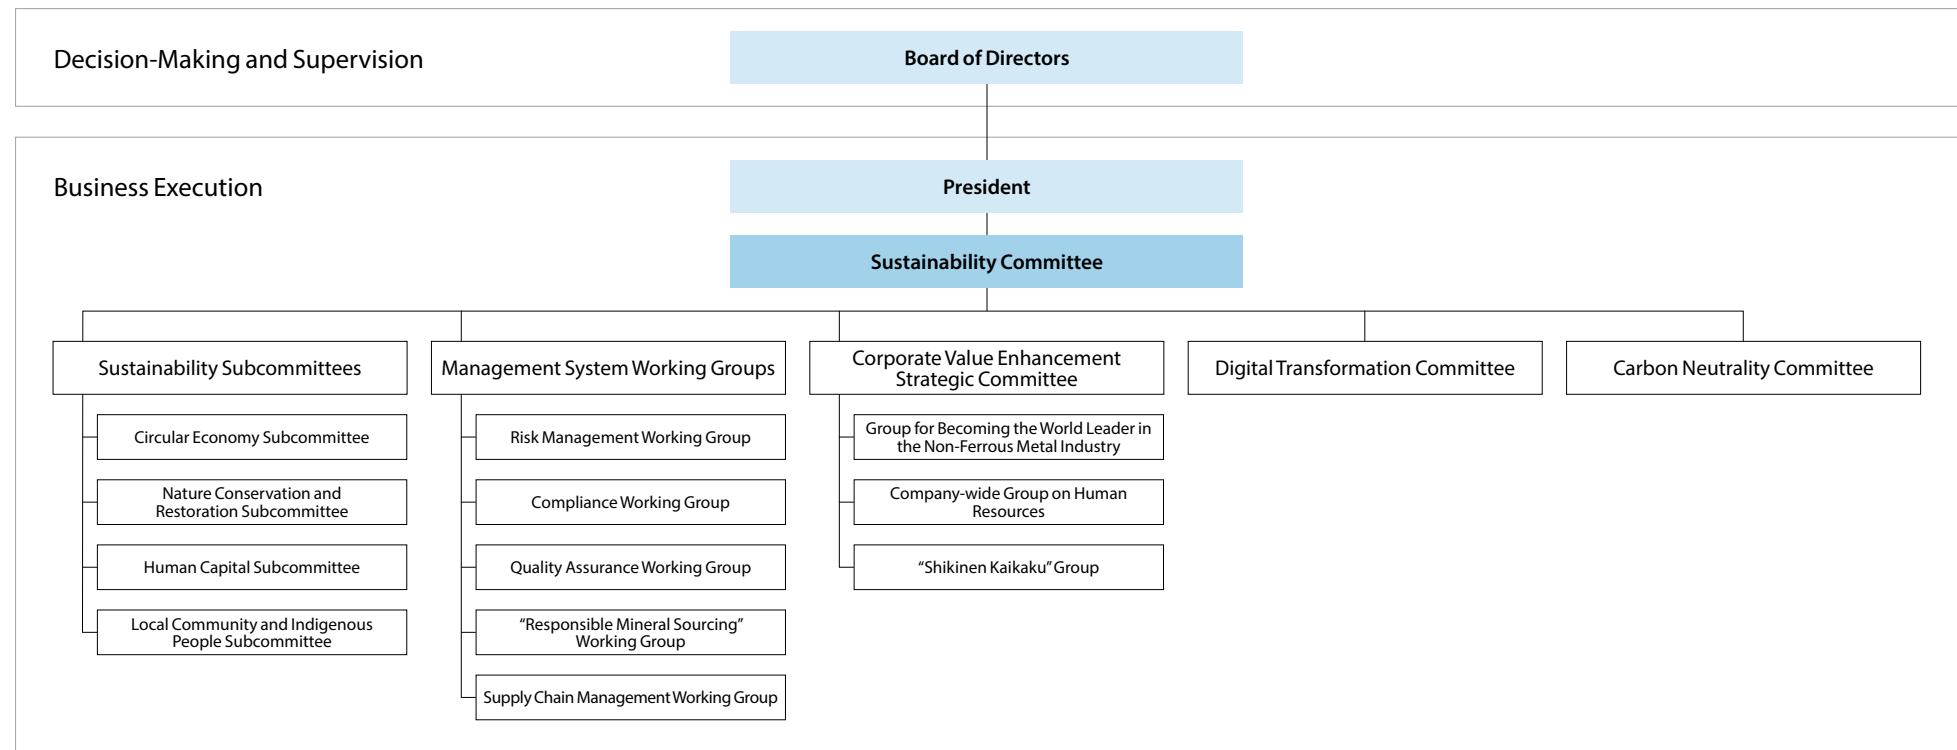 Decision-Making and Supervision
Board of Directors
Business Execution
President
Sustainability Committee
Sustainability Subcommittees
Circular Economy Subcommittee
Nature Conservation and
Restoration Subcommittee
Human Capital Subcommittee
Local Community and Indigenous
People Subcommittee
Management System Working Groups
Risk Management Working Group
Compliance Working Group
Quality Assurance Working Group
“Responsible Mineral Sourcing”
Working Group
Supply Chain Management Working Group
Corporate Value Enhancement
Strategic Committee
Group for Becoming the World Leader in
the Non-Ferrous Metal Industry
Company-wide Group on Human
Resources
“Shikinen Kaikaku” Group
Digital Transformation Committee
Carbon Neutrality Committee